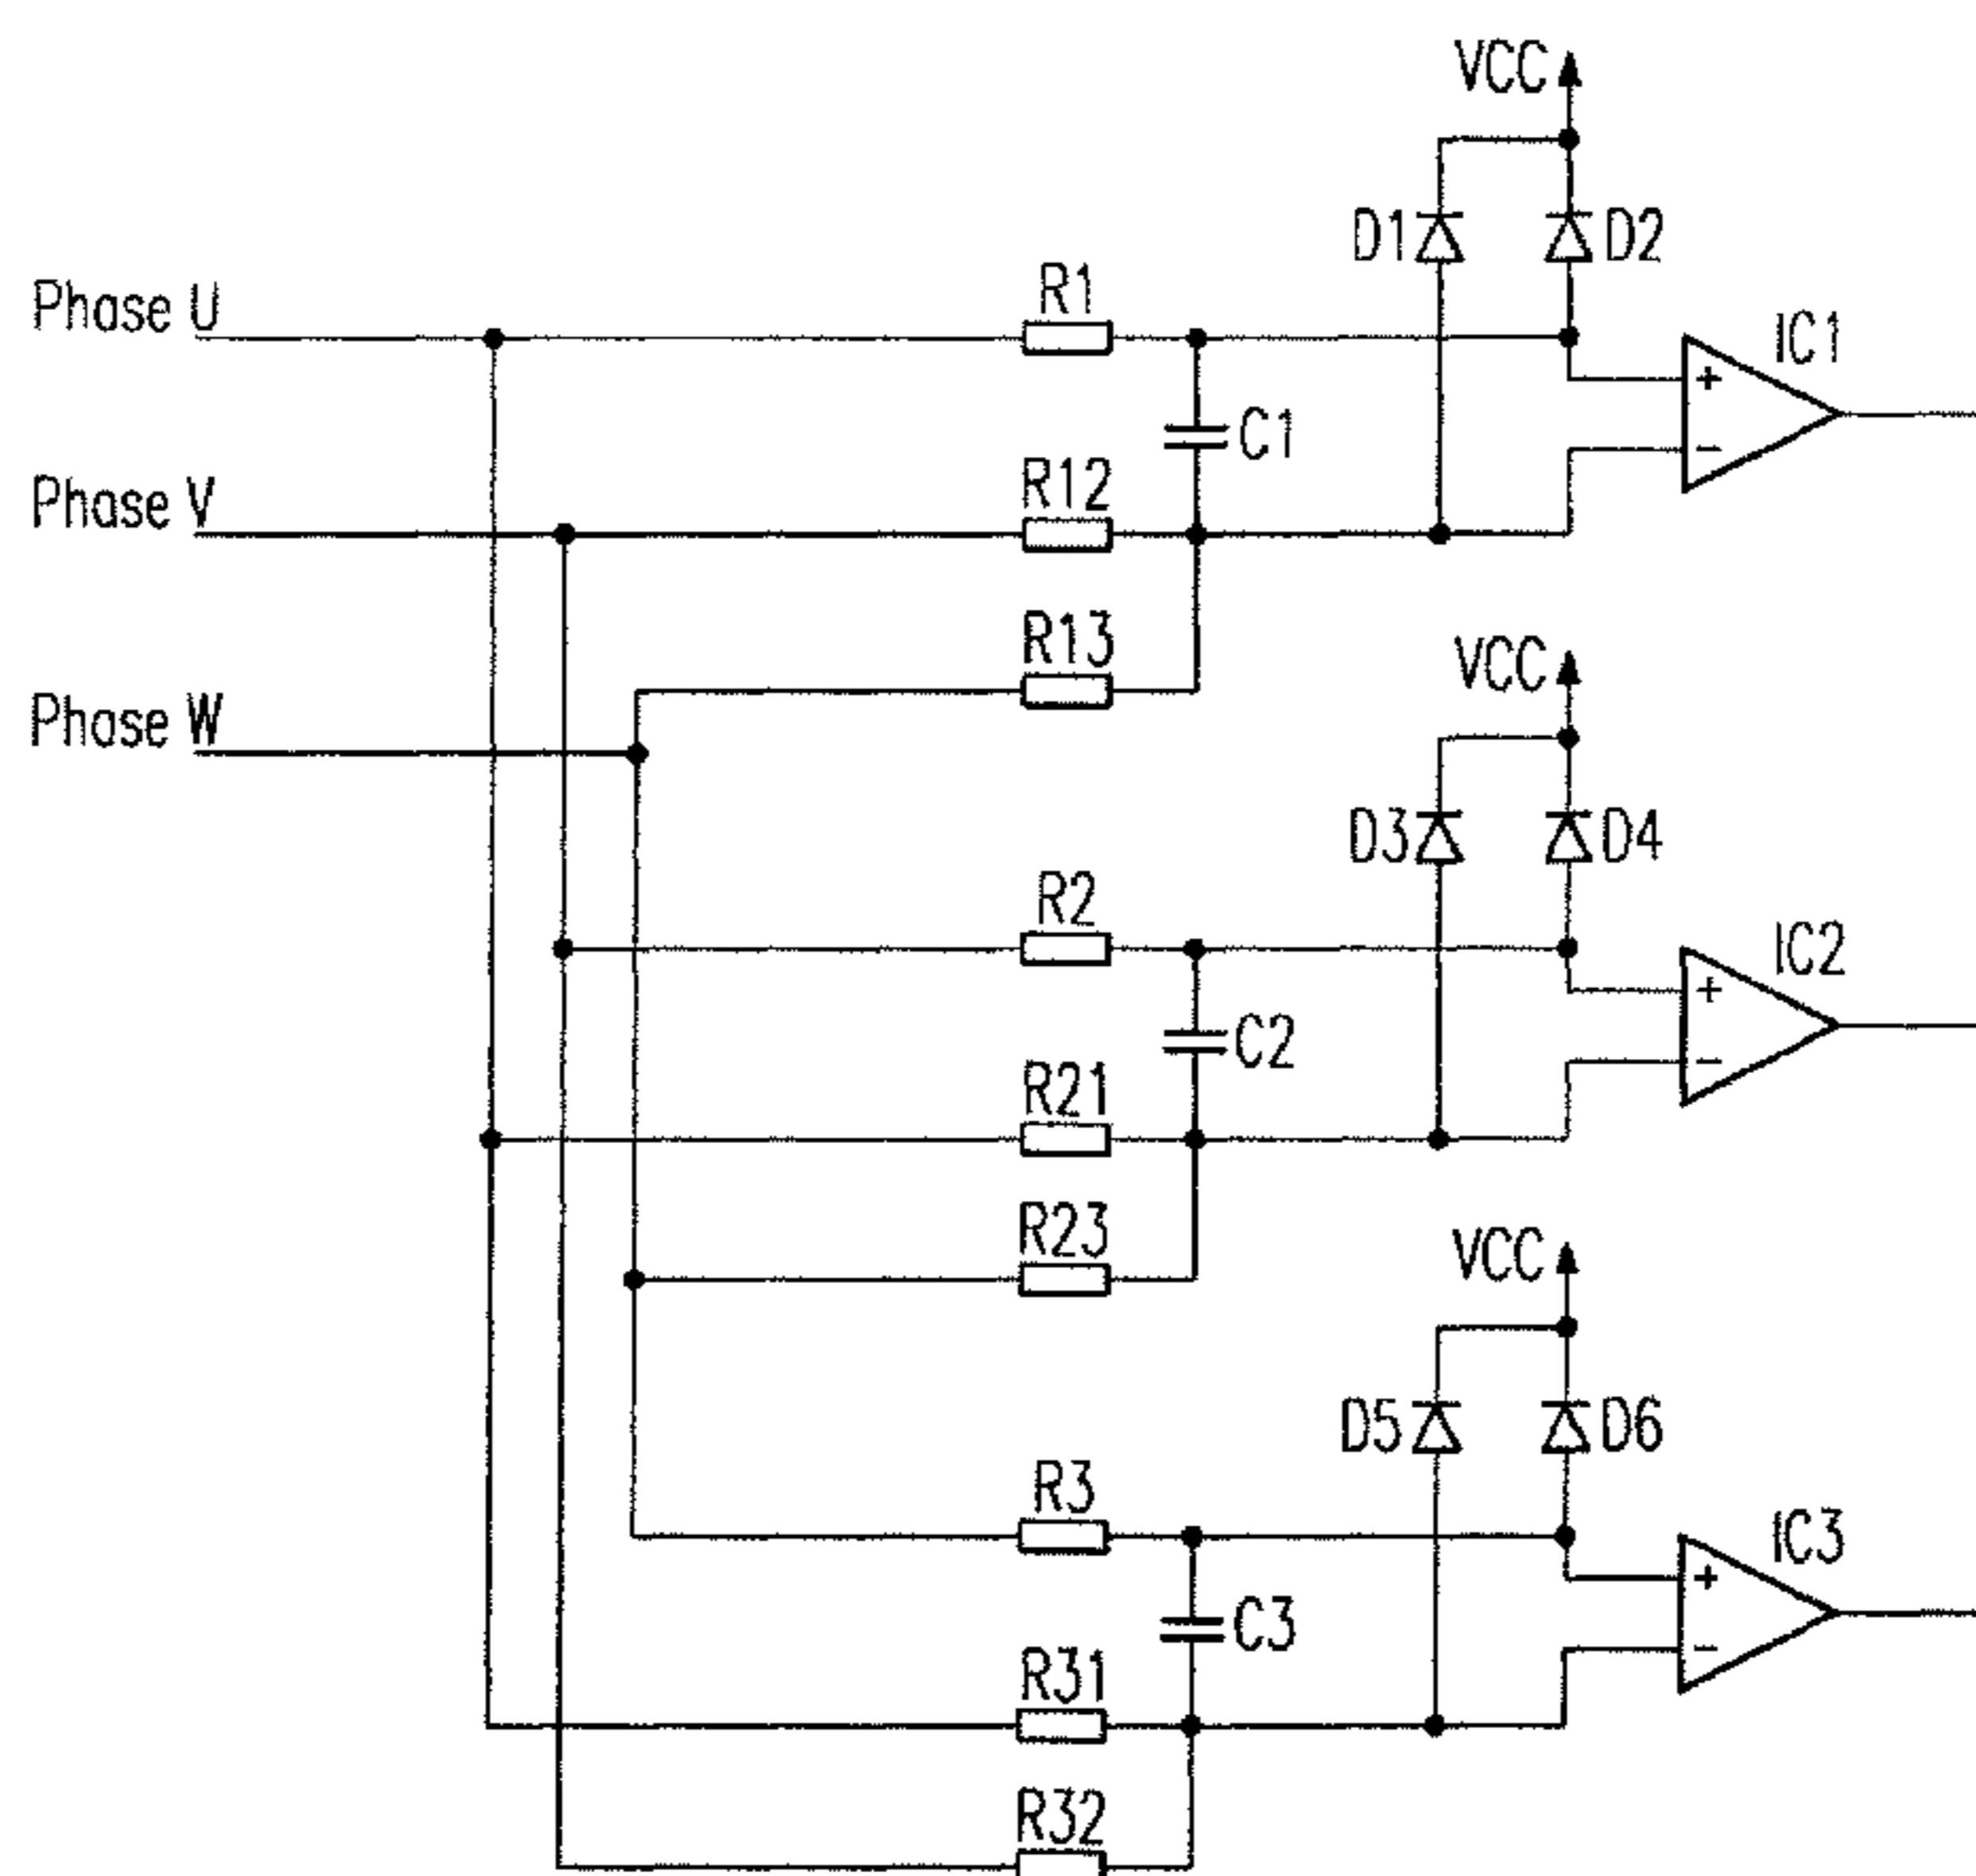 VCC
D1
D2
Phase U
R1
IC1
+
C1
−
R12
Phase V
R13
VCC
Phase W
D3
D4
R2
IC2
+
C2
−
R21
R23
VCC
D5
D6
R3
IC3
+
C3
−
R31
R32